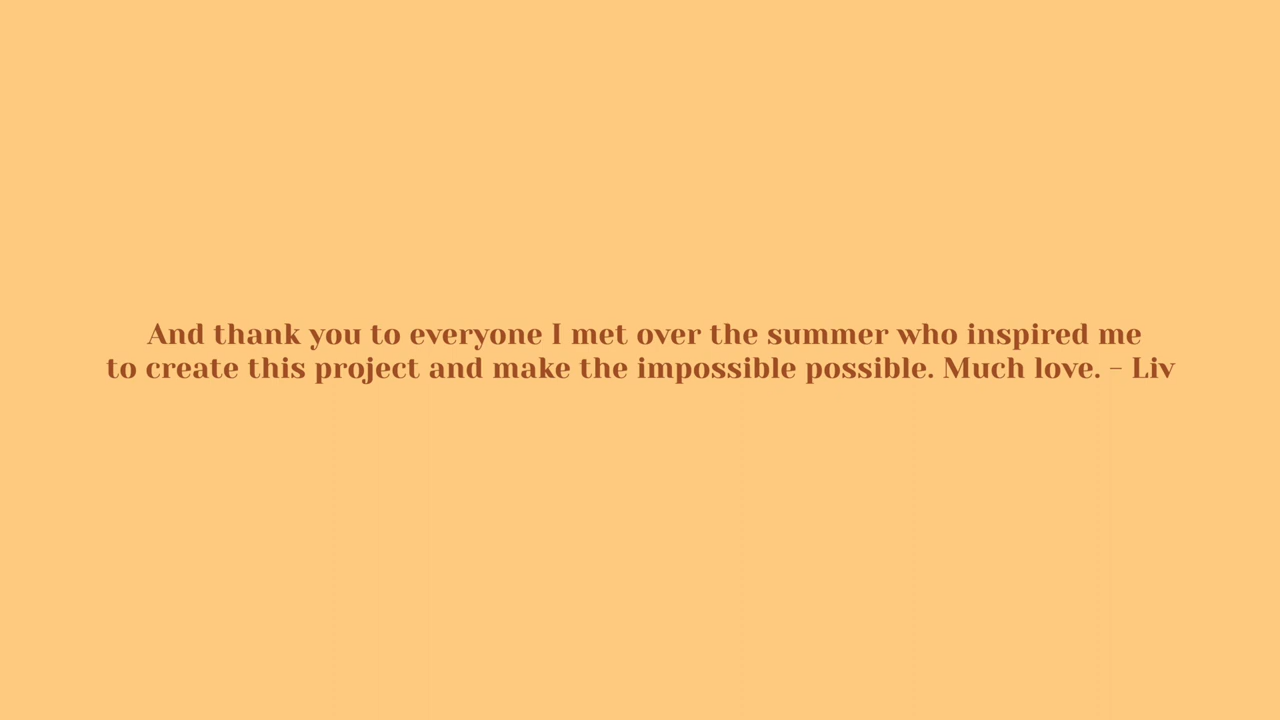 And thank you to everyone I met over the summer who inspired me
to create this project and make the impossible possible. Much love. - Liv